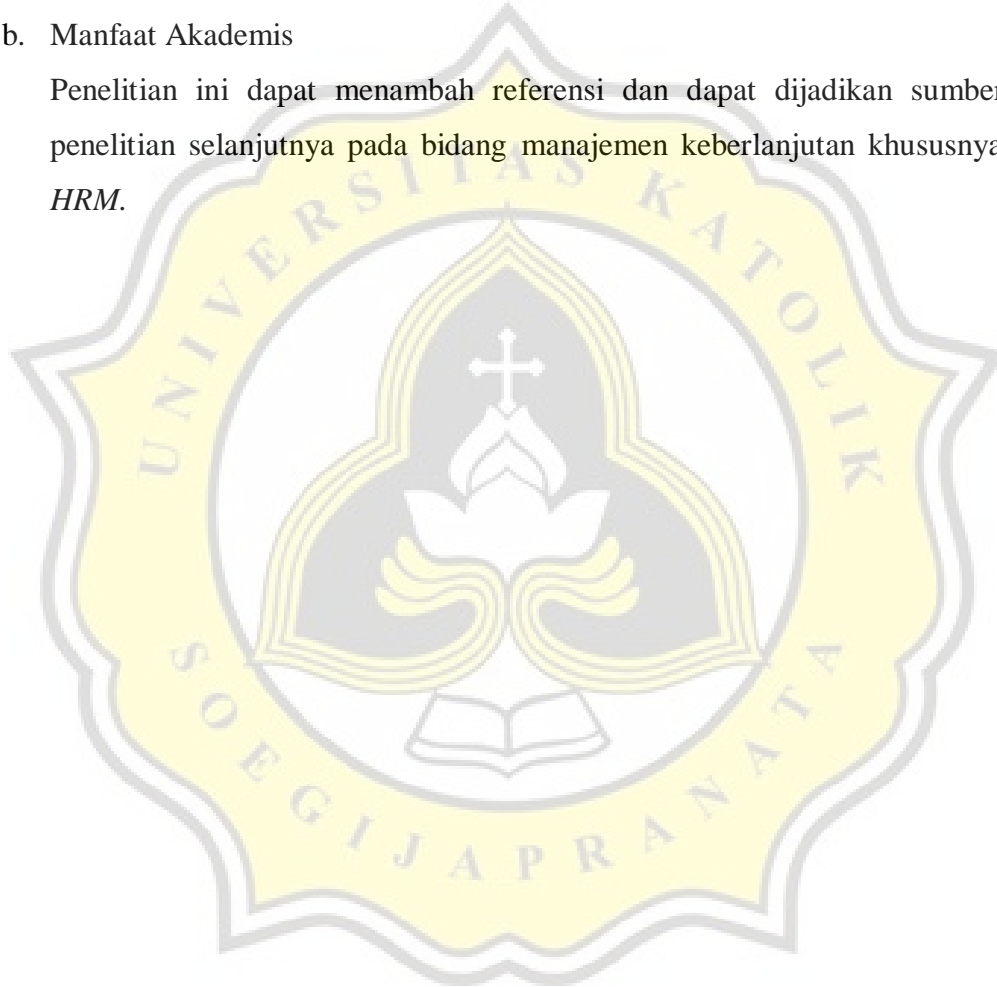 b. Manfaat Akademis
Penelitian ini dapat menambah referensi dan dapat dijadikan sumber
penelitian selanjutnya pada bidang manajemen keberlanjutan khususnya
HRM.
UNIVERSITAS KATOLIK
SOEGIJAPRANATA